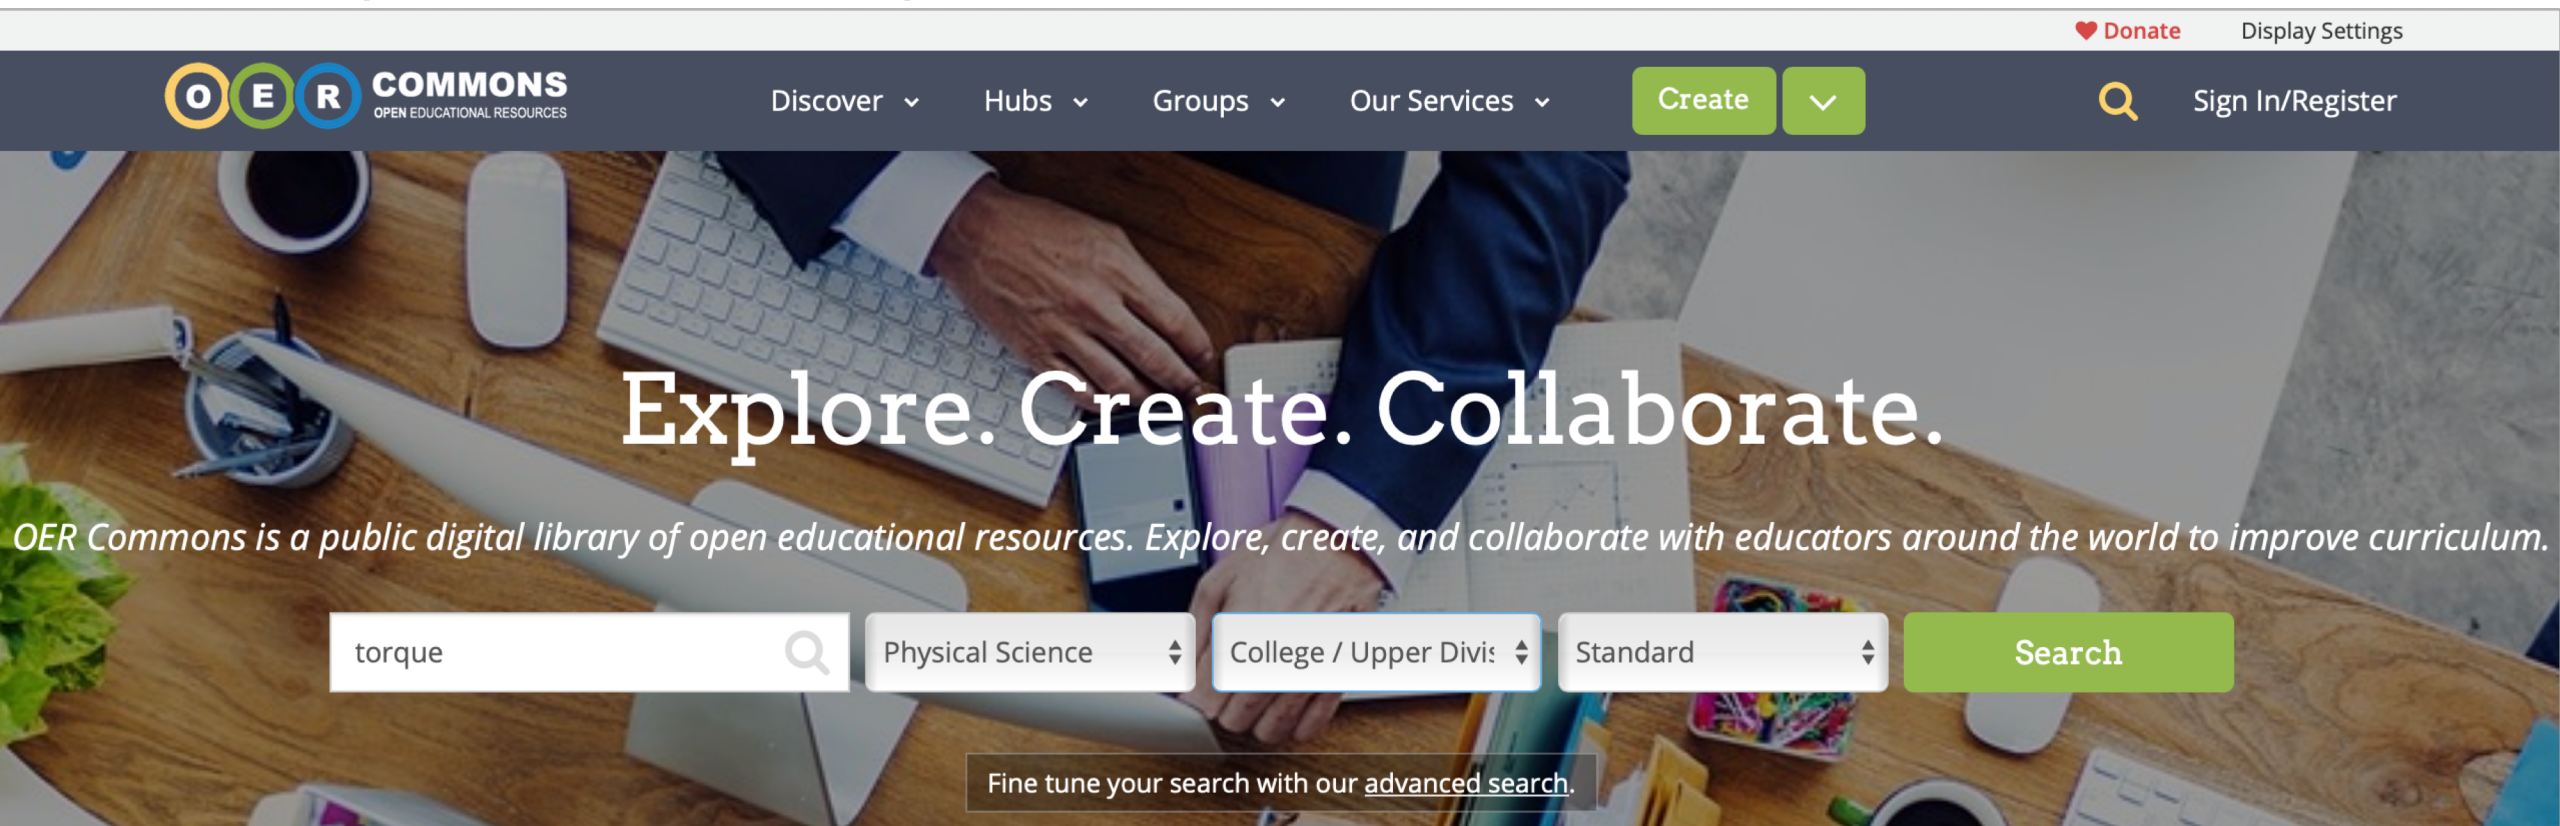 Donate Display Settings
OER COMMONS
OPEN EDUCATIONAL RESOURCES
Discover Hubs Groups Our Services Create Sign In/Register
Explore. Create. Collaborate.
OER Commons is a public digital library of open educational resources. Explore, create, and collaborate with educators around the world to improve curriculum.
torque Physical Science College / Upper Divis Standard Search
Fine tune your search with our advanced search.